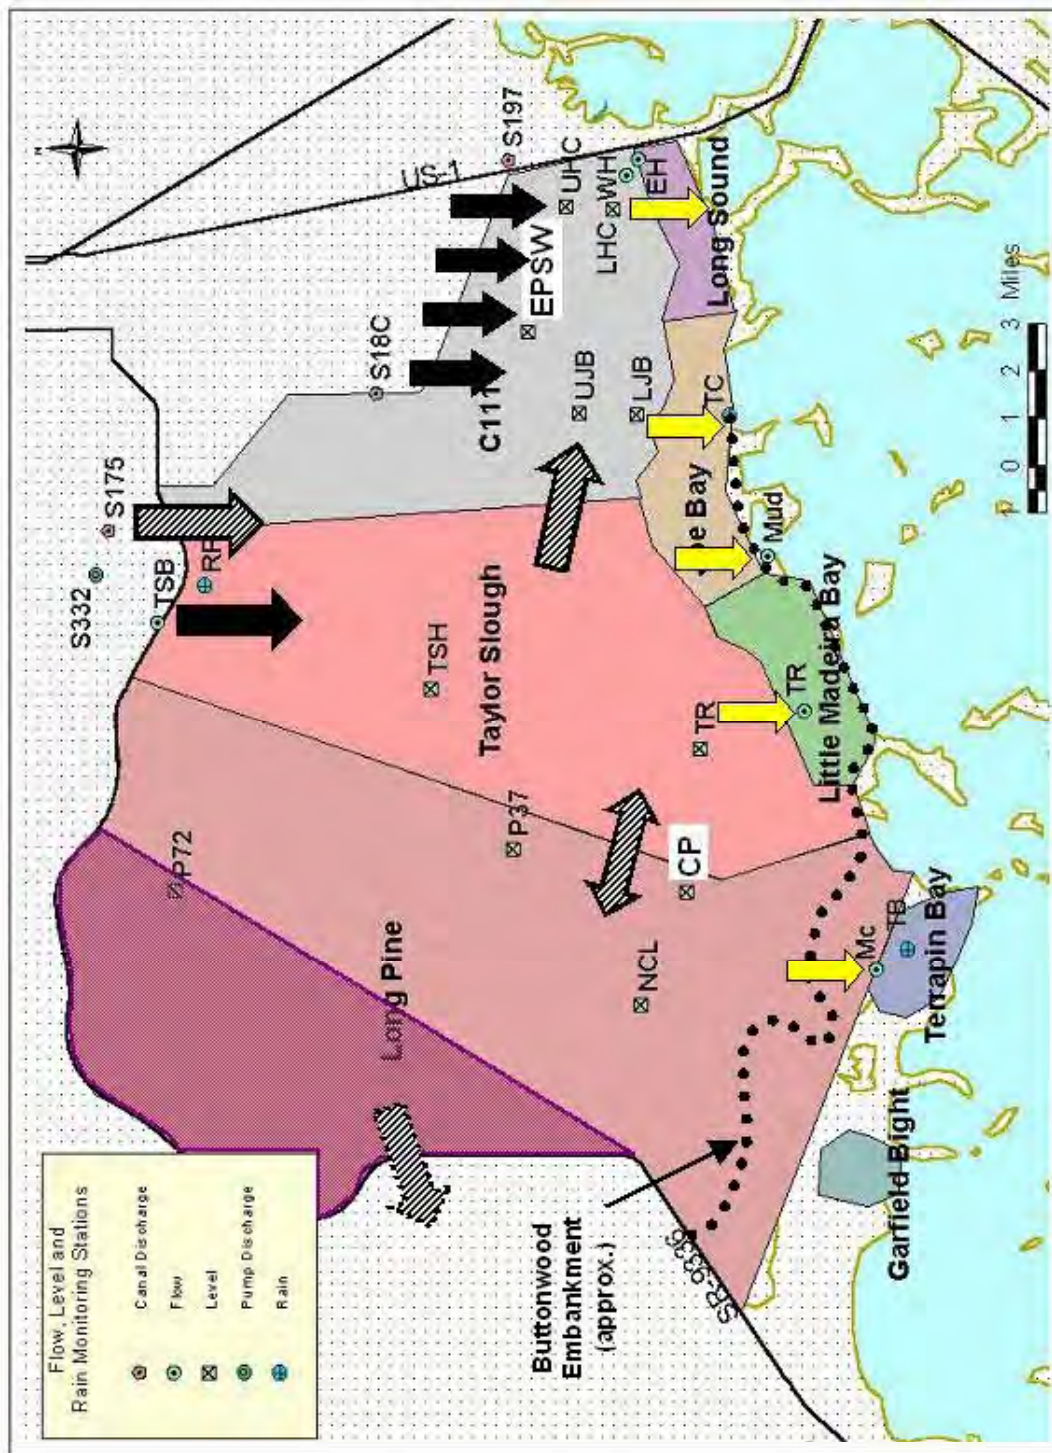 Flow, Level and
Rain Monitoring Stations
Canal Discharge
Flow
Level
Pump Discharge
Rain
S332
S175
TSB
P72
S18C
US-1
S197
Long Pine
TSH
C111
Taylor Slough
P37
EPSW
UHC
UJB
LHC
WH
EH
NCL
CP
TR
LJB
Long Sound
TC
Mud
TR
Little Madeira Bay
Buttonwood
Embankment
(approx.)
SR-9336
Mc
TB
Terrapin Bay
Garfield Bight
1 0 1 2 3 Miles